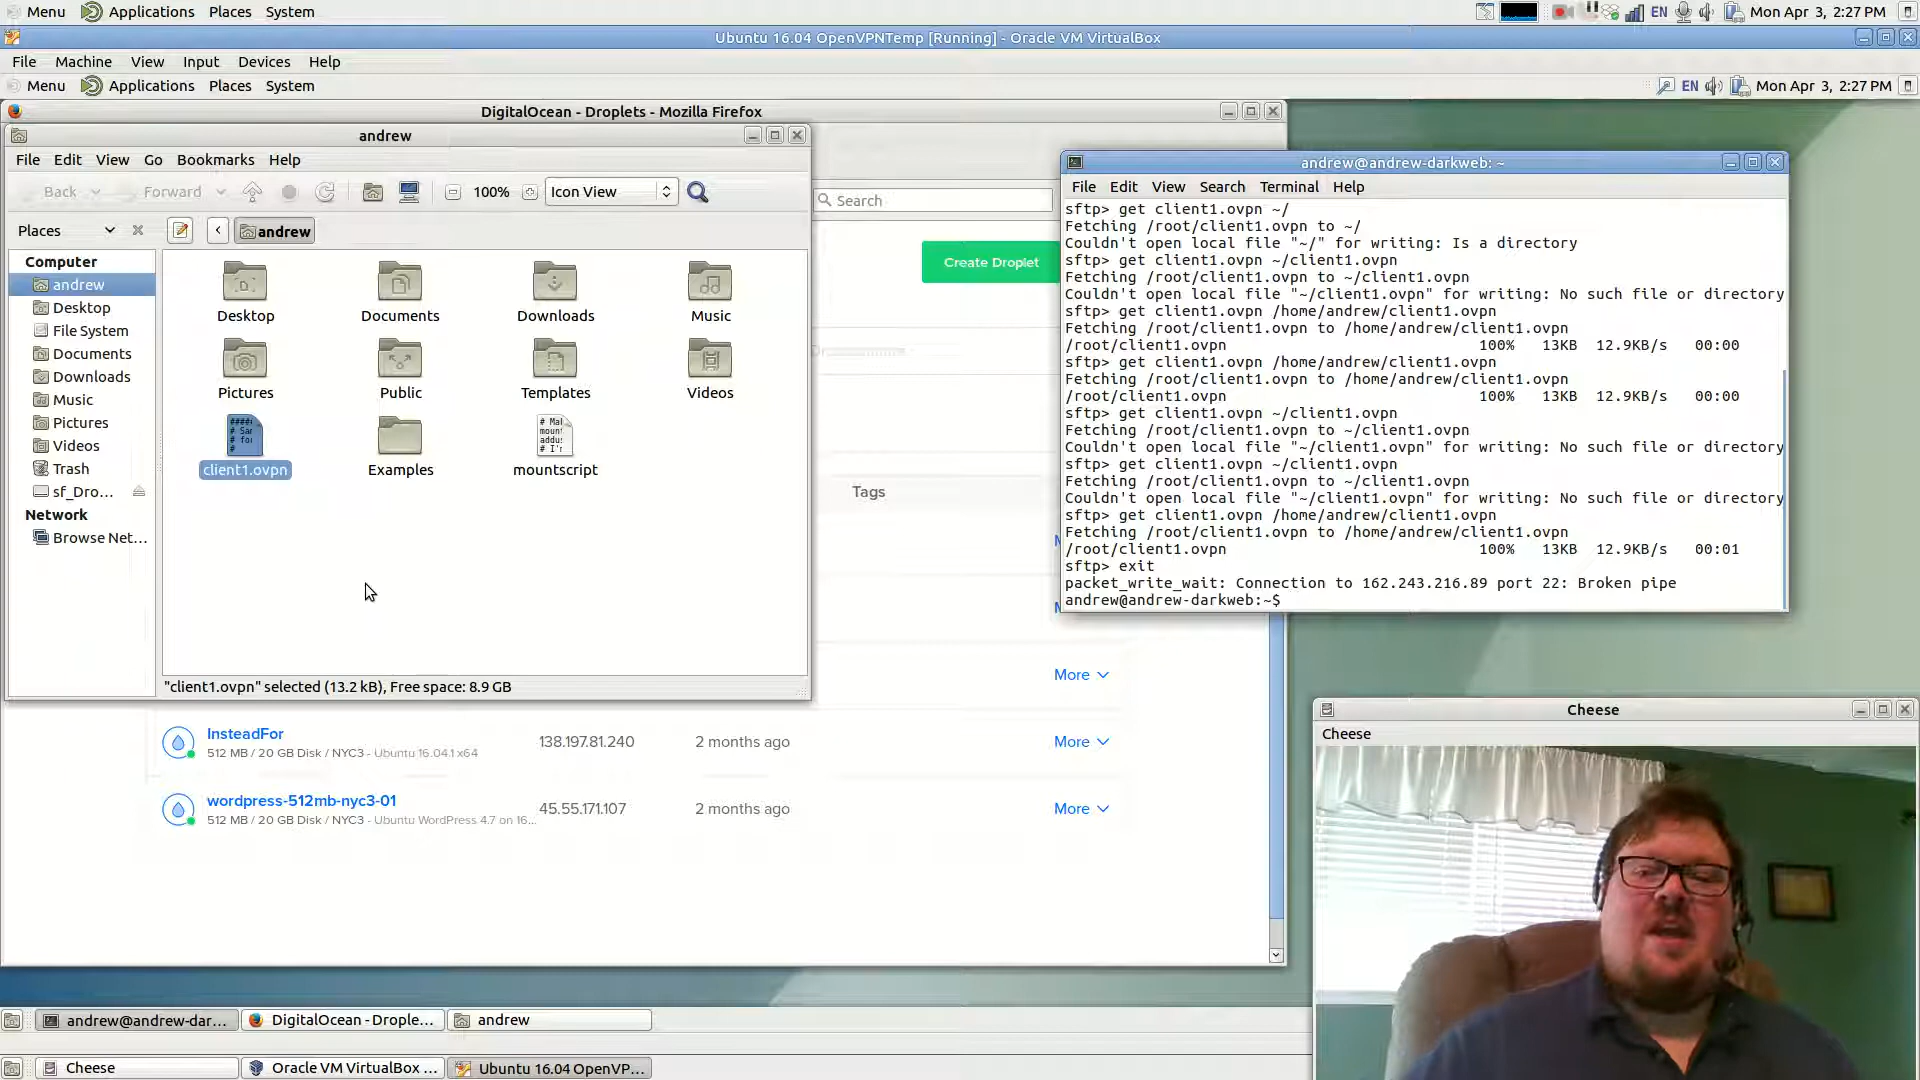 Menu Applications Places System EN Mon Apr 3, 2:27 PM
Ubuntu 16.04 OpenVPNTemp [Running] - Oracle VM VirtualBox
File Machine View Input Devices Help
Menu Applications Places System EN Mon Apr 3, 2:27 PM
DigitalOcean - Droplets - Mozilla Firefox
andrew
File Edit View Go Bookmarks Help
Back Forward 100% Icon View
Places andrew
Computer
andrew
Desktop
File System
Documents
Downloads
Music
Pictures
Videos
Trash
sf_Dro...
Network
Browse Net...
Desktop Documents Downloads Music
Pictures Public Templates Videos
client1.ovpn Examples mountscript
"client1.ovpn" selected (13.2 kB), Free space: 8.9 GB
Search
Create Droplet
Tags
More
InsteadFor 138.197.81.240 2 months ago More
512 MB / 20 GB Disk / NYC3 - Ubuntu 16.04.1 x64
wordpress-512mb-nyc3-01 45.55.171.107 2 months ago More
512 MB / 20 GB Disk / NYC3 - Ubuntu WordPress 4.7 on 16...
andrew@andrew-darkweb: ~
File Edit View Search Terminal Help
sftp> get client1.ovpn ~/
Fetching /root/client1.ovpn to ~/
Couldn't open local file "~/" for writing: Is a directory
sftp> get client1.ovpn ~/client1.ovpn
Fetching /root/client1.ovpn to ~/client1.ovpn
Couldn't open local file "~/client1.ovpn" for writing: No such file or directory
sftp> get client1.ovpn /home/andrew/client1.ovpn
Fetching /root/client1.ovpn to /home/andrew/client1.ovpn
/root/client1.ovpn 100% 13KB 12.9KB/s 00:00
sftp> get client1.ovpn /home/andrew/client1.ovpn
Fetching /root/client1.ovpn to /home/andrew/client1.ovpn
/root/client1.ovpn 100% 13KB 12.9KB/s 00:00
sftp> get client1.ovpn ~/client1.ovpn
Fetching /root/client1.ovpn to ~/client1.ovpn
Couldn't open local file "~/client1.ovpn" for writing: No such file or directory
sftp> get client1.ovpn ~/client1.ovpn
Fetching /root/client1.ovpn to ~/client1.ovpn
Couldn't open local file "~/client1.ovpn" for writing: No such file or directory
sftp> get client1.ovpn /home/andrew/client1.ovpn
Fetching /root/client1.ovpn to /home/andrew/client1.ovpn
/root/client1.ovpn 100% 13KB 12.9KB/s 00:01
sftp> exit
packet_write_wait: Connection to 162.243.216.89 port 22: Broken pipe
andrew@andrew-darkweb:~$
Cheese
Cheese
andrew@andrew-dar... DigitalOcean - Drople... andrew
Cheese Oracle VM VirtualBox ... Ubuntu 16.04 OpenVP...